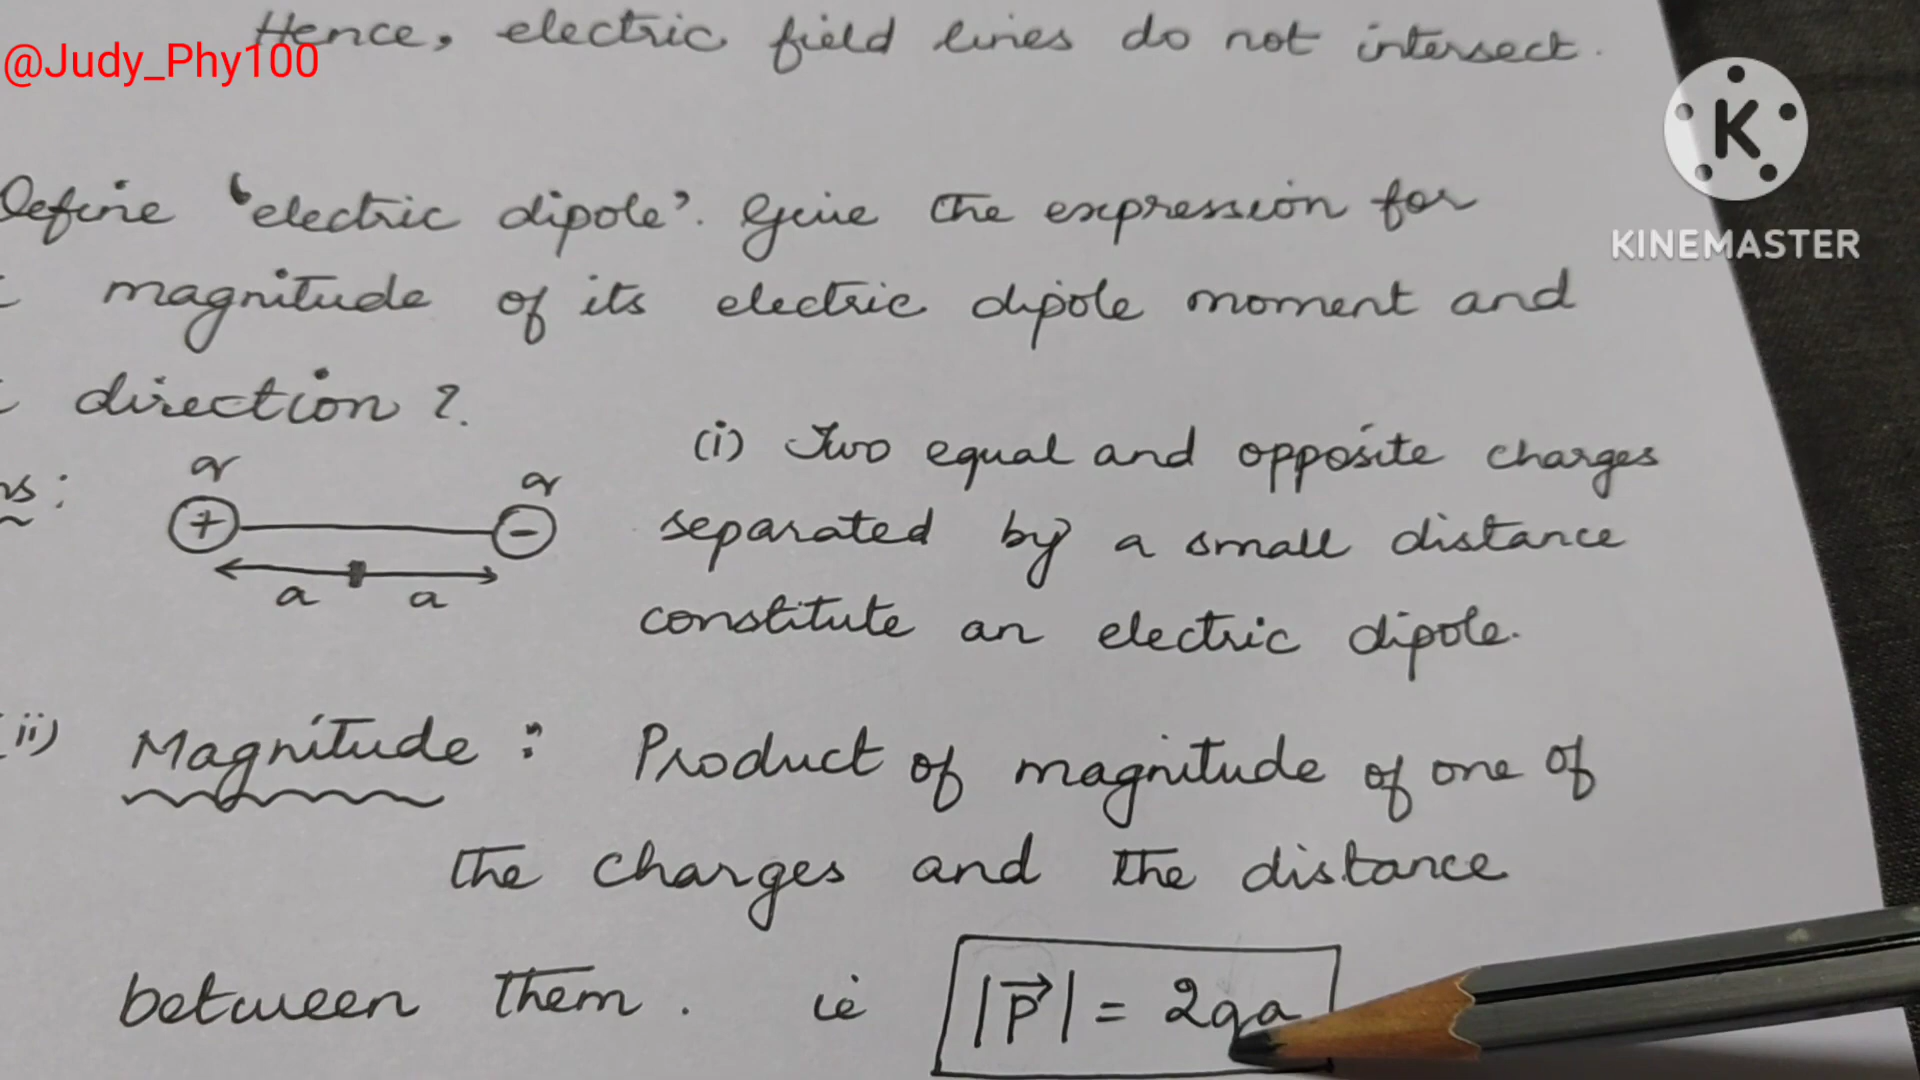 Hence, electric field lines do not intersect.
@Judy_Phy100
K
KINEMASTER
Define 'electric dipole'. Give the expression for
magnitude of its electric dipole moment and
direction?
(i) Two equal and opposite charges
q q
+ -
separated by a small distance
a a
constitute an electric dipole.
ii) Magnitude: Product of magnitude of one of
the charges and the distance
between them. ie |p⃗| = 2qa